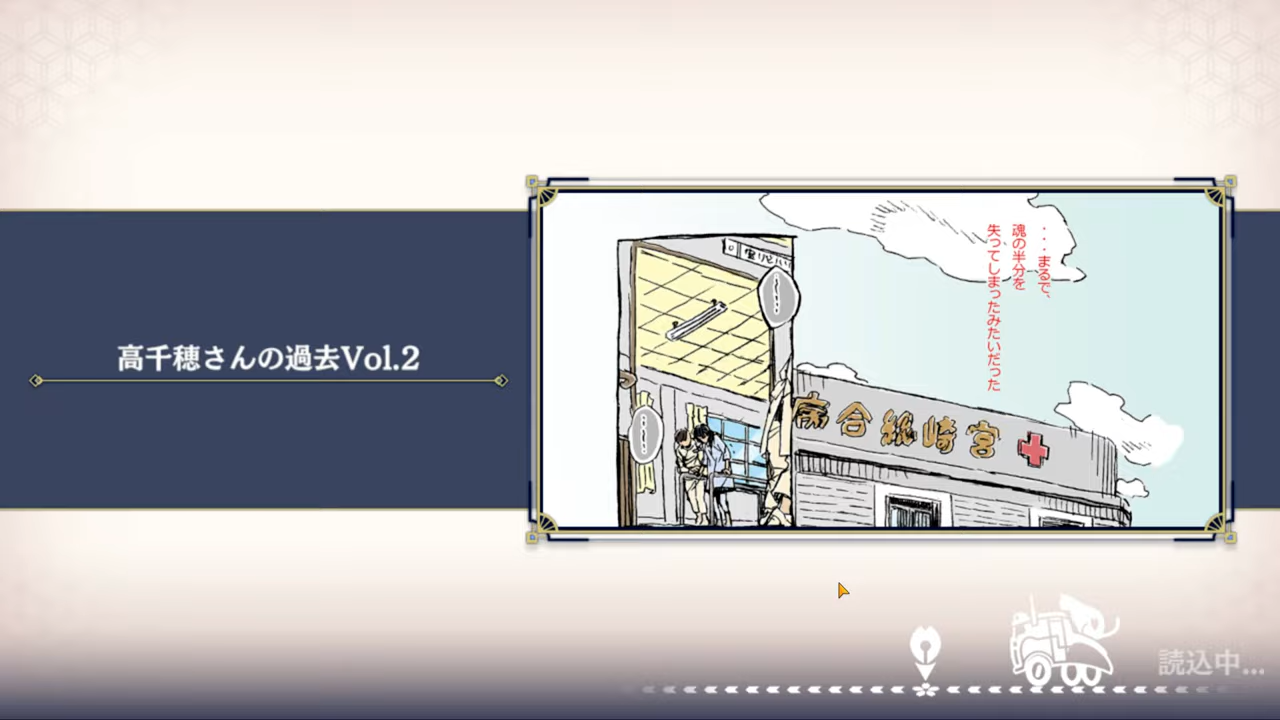 高千穂さんの過去Vol.2
・・・まるで、
魂の半分を
失ってしまったみたいだった
宮崎総合病
読込中...